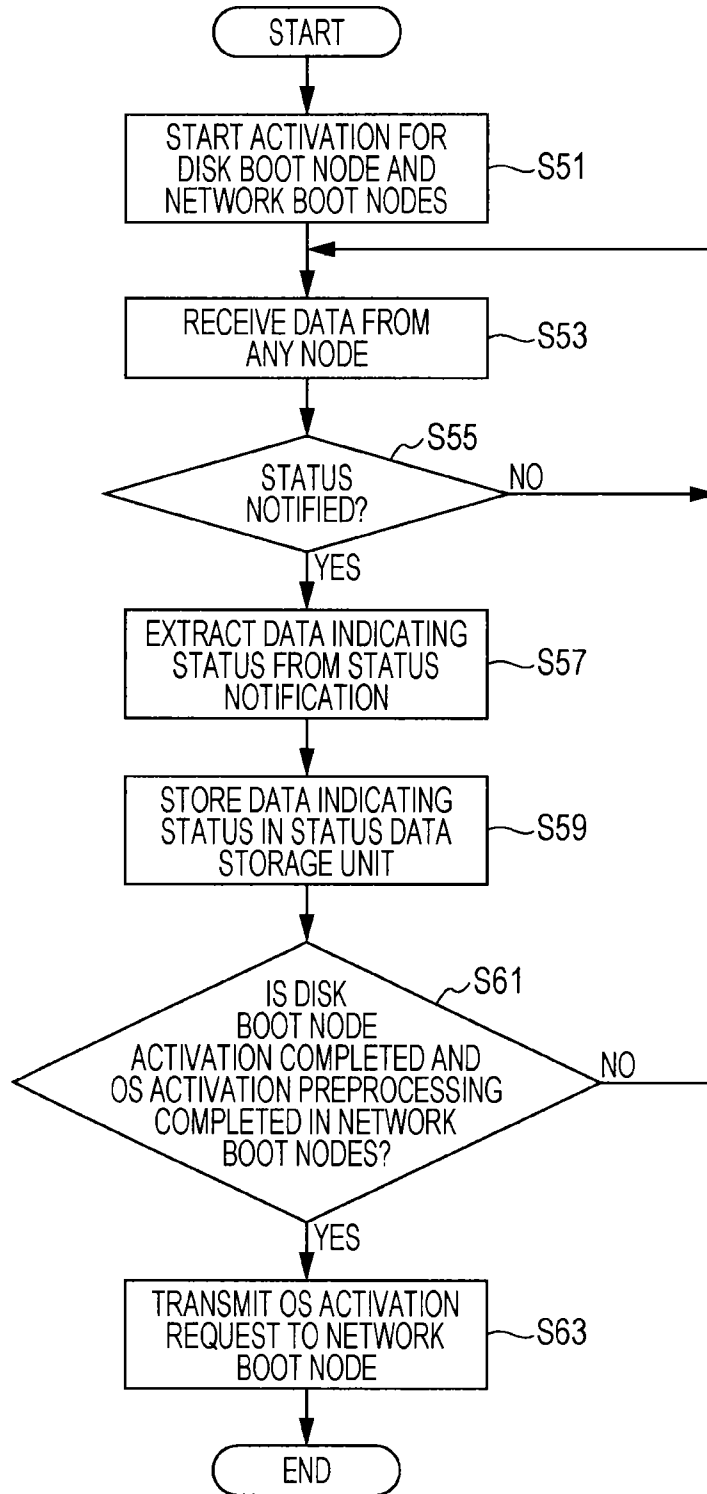 START
START ACTIVATION FOR
DISK BOOT NODE AND
NETWORK BOOT NODES
S51
RECEIVE DATA FROM
ANY NODE
S53
S55
STATUS
NOTIFIED?
NO
YES
EXTRACT DATA INDICATING
STATUS FROM STATUS
NOTIFICATION
S57
STORE DATA INDICATING
STATUS IN STATUS DATA
STORAGE UNIT
S59
S61
IS DISK
BOOT NODE
ACTIVATION COMPLETED AND
OS ACTIVATION PREPROCESSING
COMPLETED IN NETWORK
BOOT NODES?
NO
YES
TRANSMIT OS ACTIVATION
REQUEST TO NETWORK
BOOT NODE
S63
END